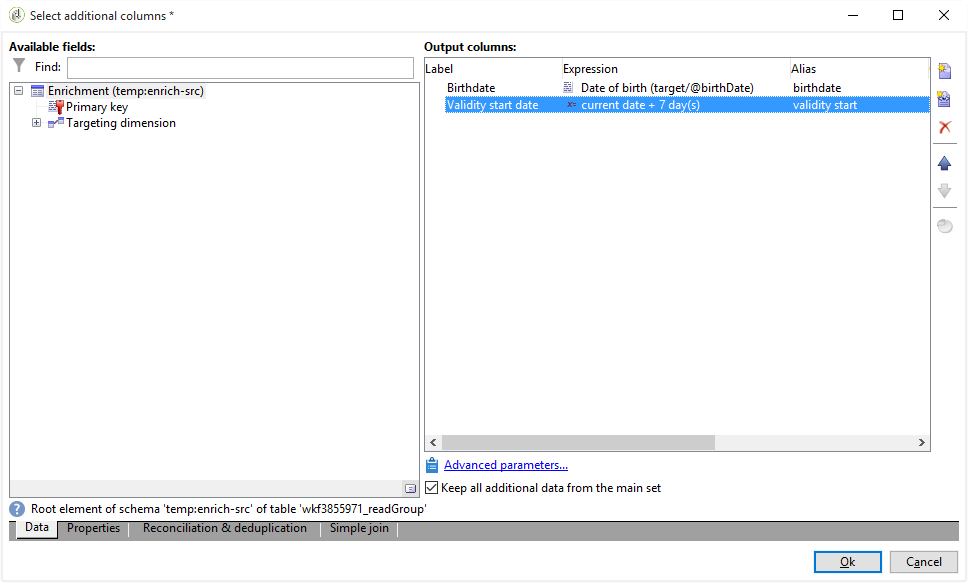 Select additional columns *
Available fields:
Find:
Enrichment (temp:enrich-src)
Primary key
Targeting dimension
Output columns:
Label Expression Alias
Birthdate Date of birth (target/@birthDate) birthdate
Validity start date current date + 7 day(s) validity start
Advanced parameters...
Keep all additional data from the main set
Root element of schema 'temp:enrich-src' of table 'wkf3855971_readGroup'
Data Properties Reconciliation & deduplication Simple join
Ok Cancel